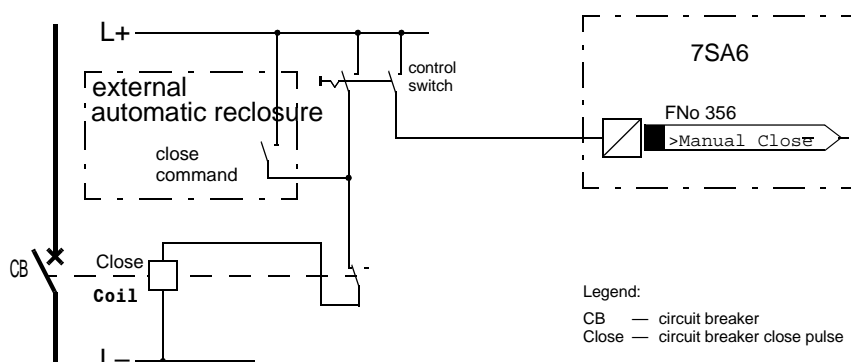 L+
7SA6
control
switch
external
automatic reclosure
FNo 356
>Manual Close
close
command
CB
Close
Coil
Legend:
CB — circuit breaker
Close — circuit breaker close pulse
L–